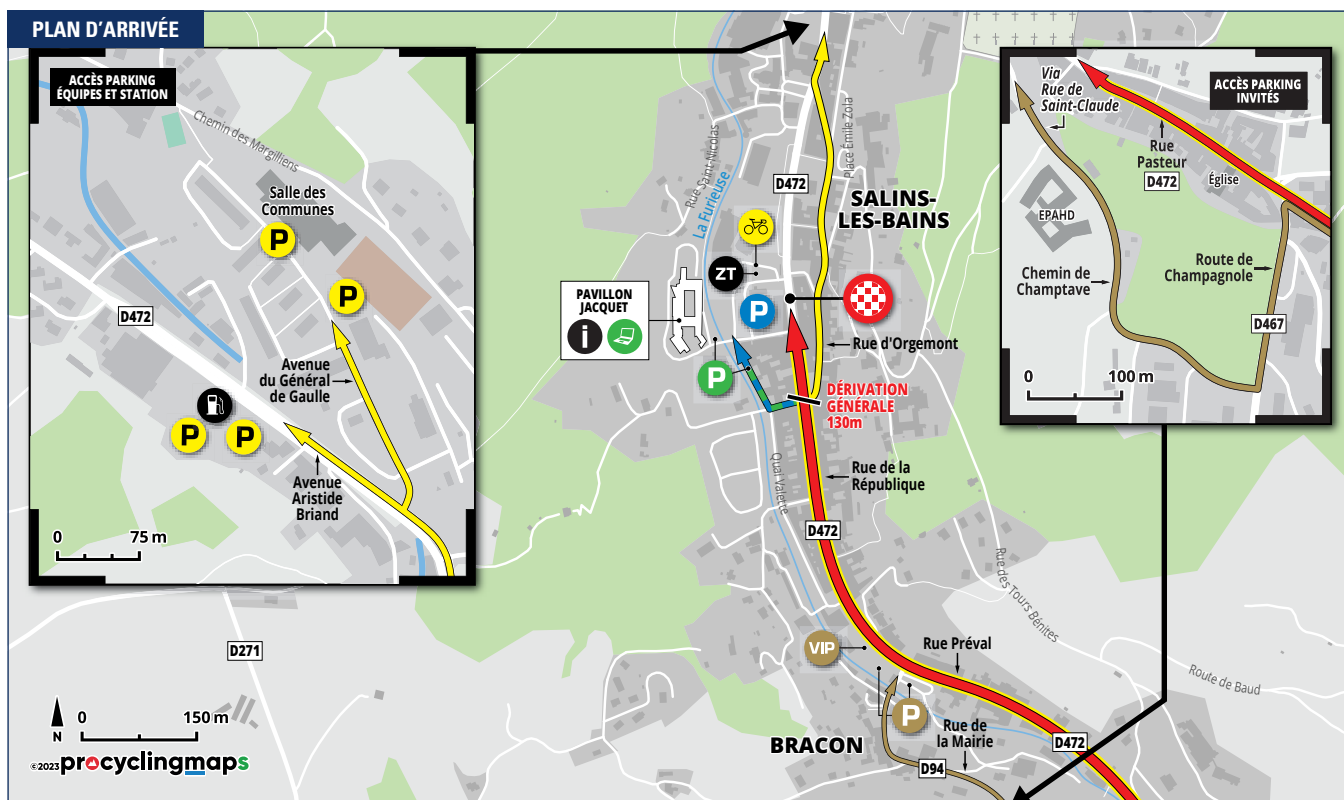 PLAN D'ARRIVÉE
ACCÈS PARKING
ÉQUIPES ET STATION
Chemin des Margilliens
Salle des
Communes
P
P
D472
Avenue
du Général
de Gaulle
P
P
Avenue
Aristide
Briand
0 75 m
D271
N
0 150 m
©2023 procyclingmaps
Rue Saint-Nicolas
La Furieuse
Place Émile Zola
D472
SALINS-
LES-BAINS
ZT
PAVILLON
JACQUET
i
P
P
Rue d'Orgemont
DÉRIVATION
GÉNÉRALE
130m
Quai Valette
Rue de la
République
D472
Rue des Tours Bénites
VIP
Rue Préval
Route de Baud
P
Rue de
la Mairie
BRACON
D94
D472
ACCÈS PARKING
INVITÉS
Via
Rue de
Saint-Claude
Rue
Pasteur
D472
Église
EPAHD
Chemin de
Champtave
Route de
Champagnole
D467
0 100 m